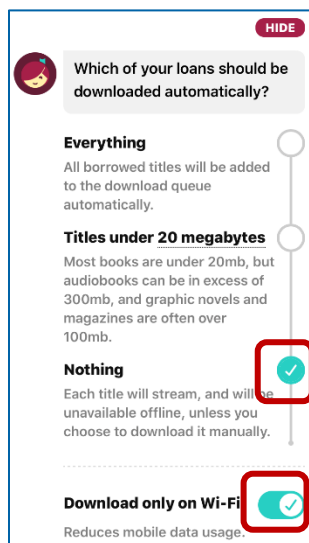 HIDE
Which of your loans should be
downloaded automatically?
Everything
All borrowed titles will be added
to the download queue
automatically.
Titles under 20 megabytes
Most books are under 20mb, but
audiobooks can be in excess of
300mb, and graphic novels and
magazines are often over
100mb.
Nothing
Each title will stream, and will be
unavailable offline, unless you
choose to download it manually.
Download only on Wi-Fi
Reduces mobile data usage.